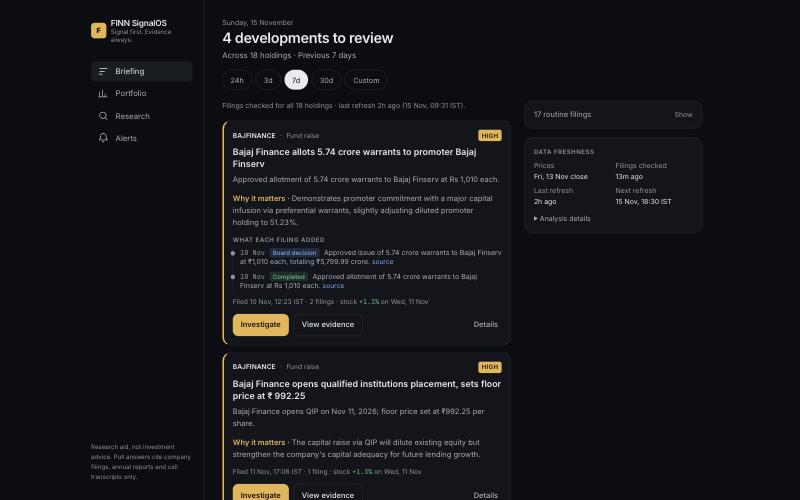 F
FINN SignalOS
Signal first. Evidence
always.
Briefing
Portfolio
Research
Alerts
Research aid, not investment
advice. Pull answers cite company
filings, annual reports and call
transcripts only.
Sunday, 15 November
4 developments to review
Across 18 holdings · Previous 7 days
24h 3d 7d 30d Custom
Filings checked for all 18 holdings · last refresh 2h ago (15 Nov, 09:31 IST).
BAJFINANCE · Fund raise HIGH
Bajaj Finance allots 5.74 crore warrants to promoter Bajaj
Finserv
Approved allotment of 5.74 crore warrants to Bajaj Finserv at Rs 1,010 each.
Why it matters · Demonstrates promoter commitment with a major capital
infusion via preferential warrants, slightly adjusting diluted promoter
holding to 51.23%.
WHAT EACH FILING ADDED
10 Nov Board decision Approved issue of 5.74 crore warrants to Bajaj Finserv
at ₹1,010 each, totaling ₹5,799.99 crore. source
10 Nov Completed Approved allotment of 5.74 crore warrants to Bajaj
Finserv at Rs 1,010 each. source
Filed 10 Nov, 12:23 IST · 2 filings · stock +1.3% on Wed, 11 Nov
Investigate View evidence Details
BAJFINANCE · Fund raise HIGH
Bajaj Finance opens qualified institutions placement, sets floor
price at ₹ 992.25
Bajaj Finance opens QIP on Nov 11, 2026; floor price set at ₹992.25 per
share.
Why it matters · The capital raise via QIP will dilute existing equity but
strengthen the company's capital adequacy for future lending growth.
Filed 11 Nov, 17:06 IST · 1 filing · stock +1.3% on Wed, 11 Nov
Investigate View evidence Details
17 routine filings Show
DATA FRESHNESS
Prices Filings checked
Fri, 13 Nov close 13m ago
Last refresh Next refresh
2h ago 15 Nov, 18:30 IST
Analysis details